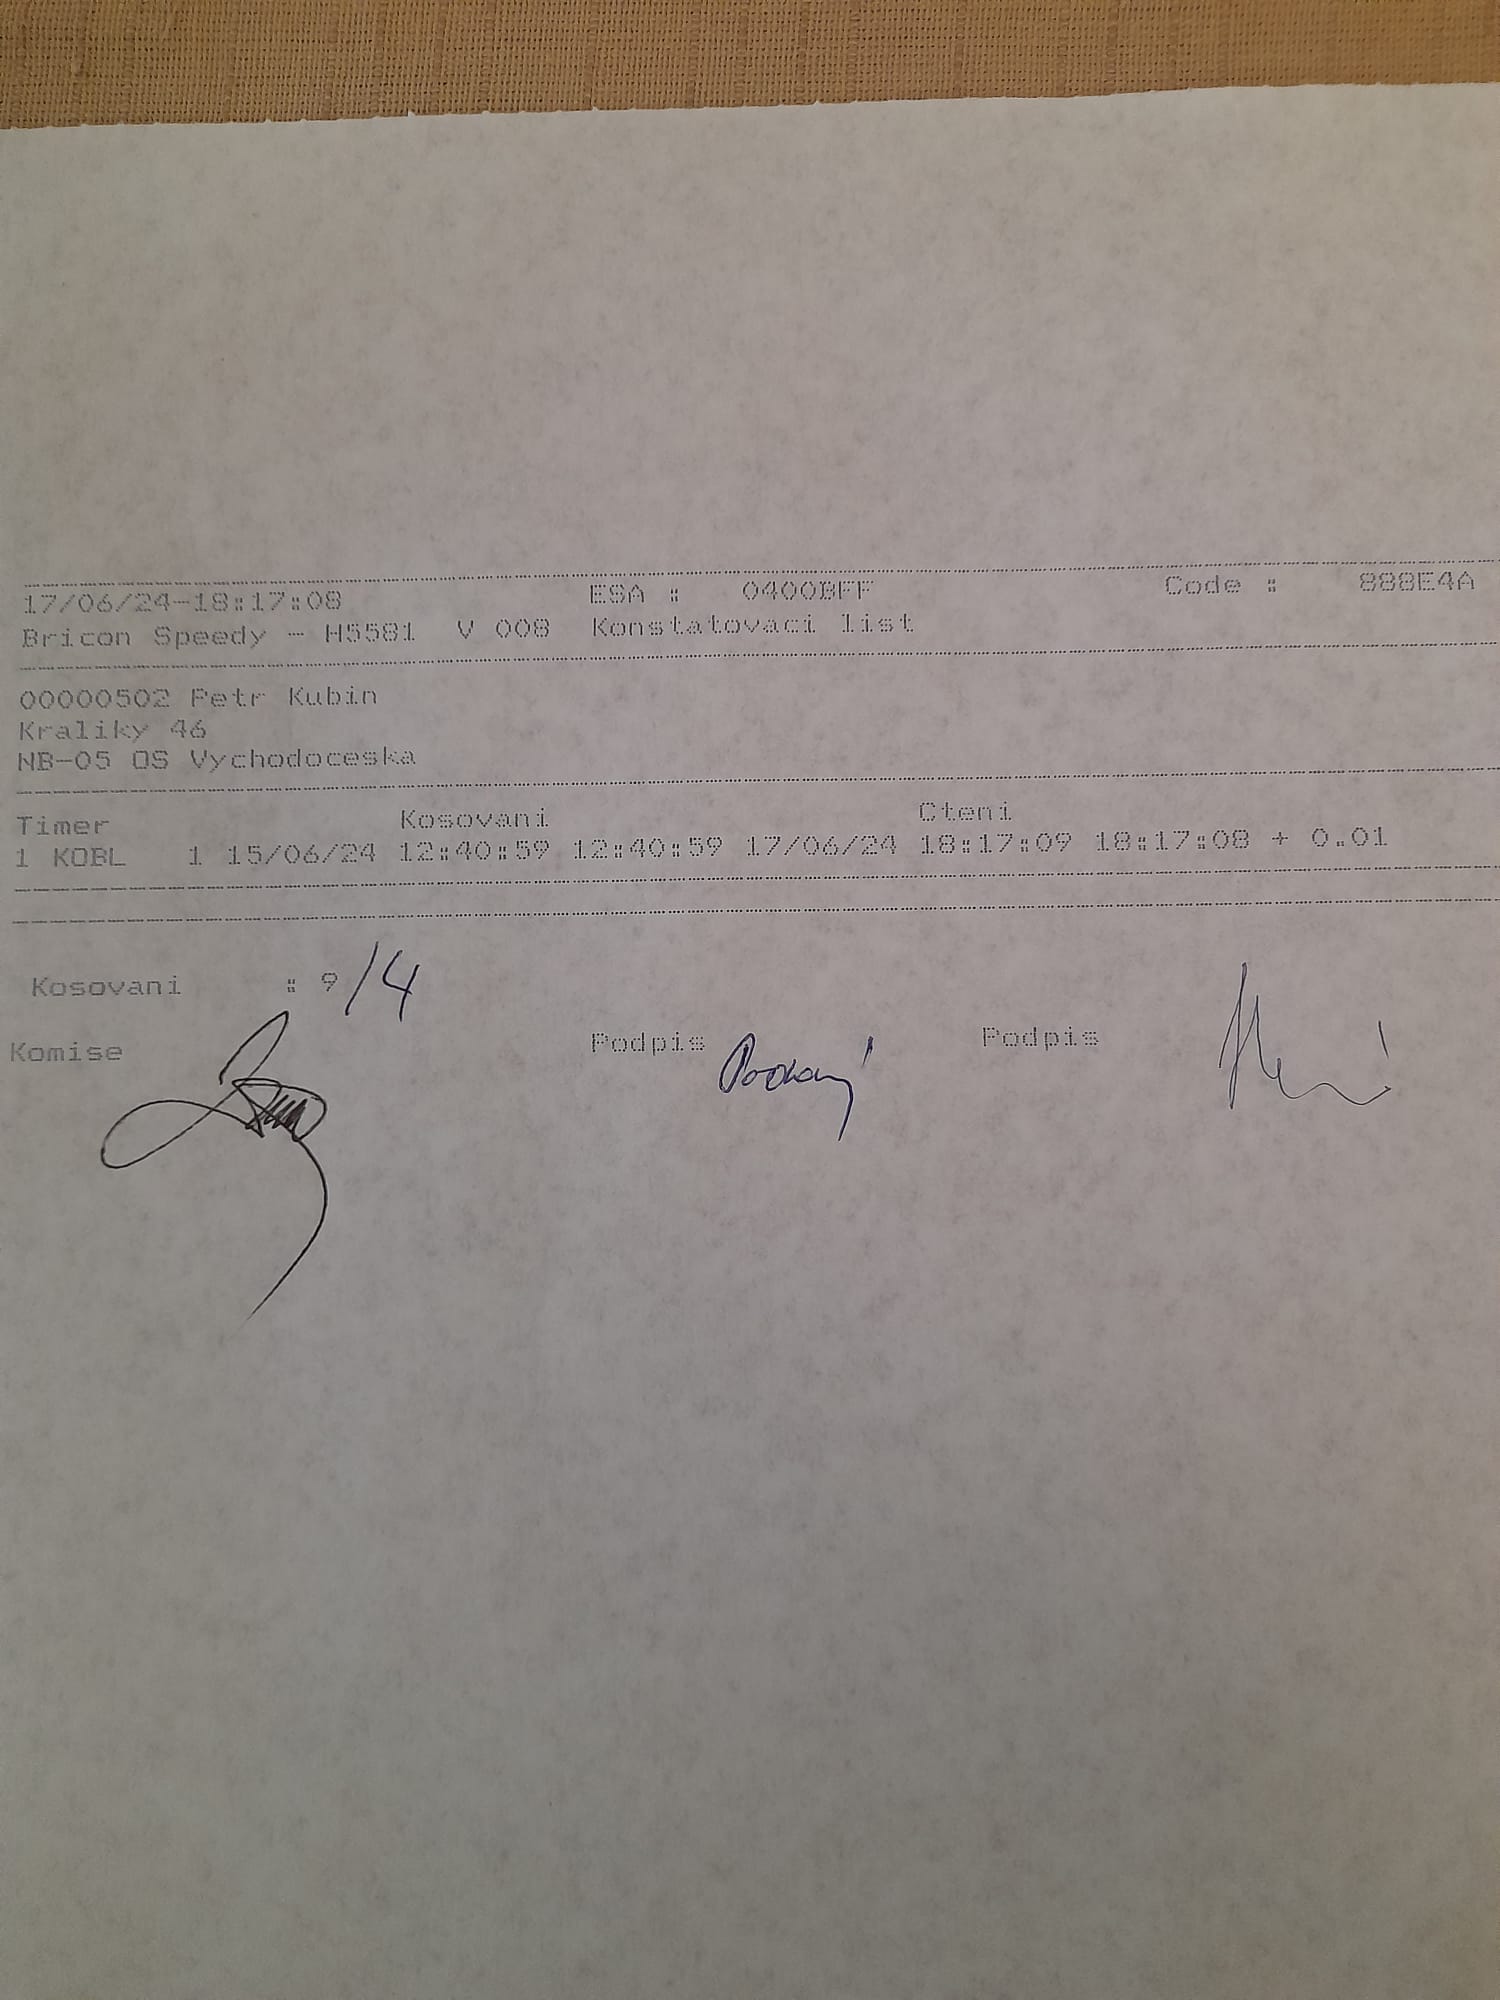 17/06/24-18:17:08 ESA : 0400BFF Code : 888E4A
Bricon Speedy - H5581 V 008 Konstatovaci list
00000502 Petr Kubin
Kraliky 46
NB-05 OS Vychodoceska
Timer Kosovani Cteni
1 KOBL 1 15/06/24 12:40:59 12:40:59 17/06/24 18:17:09 18:17:08 + 0.01
Kosovani : 9/4
Komise Podpis Podpis